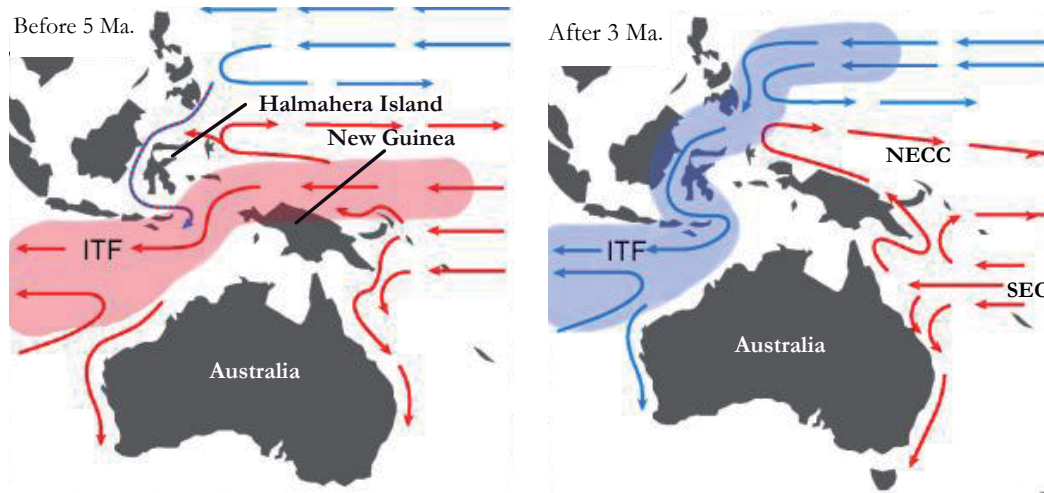 Before 5 Ma.
Halmahera Island
New Guinea
ITF
Australia
After 3 Ma.
NECC
ITF
SEC
Australia